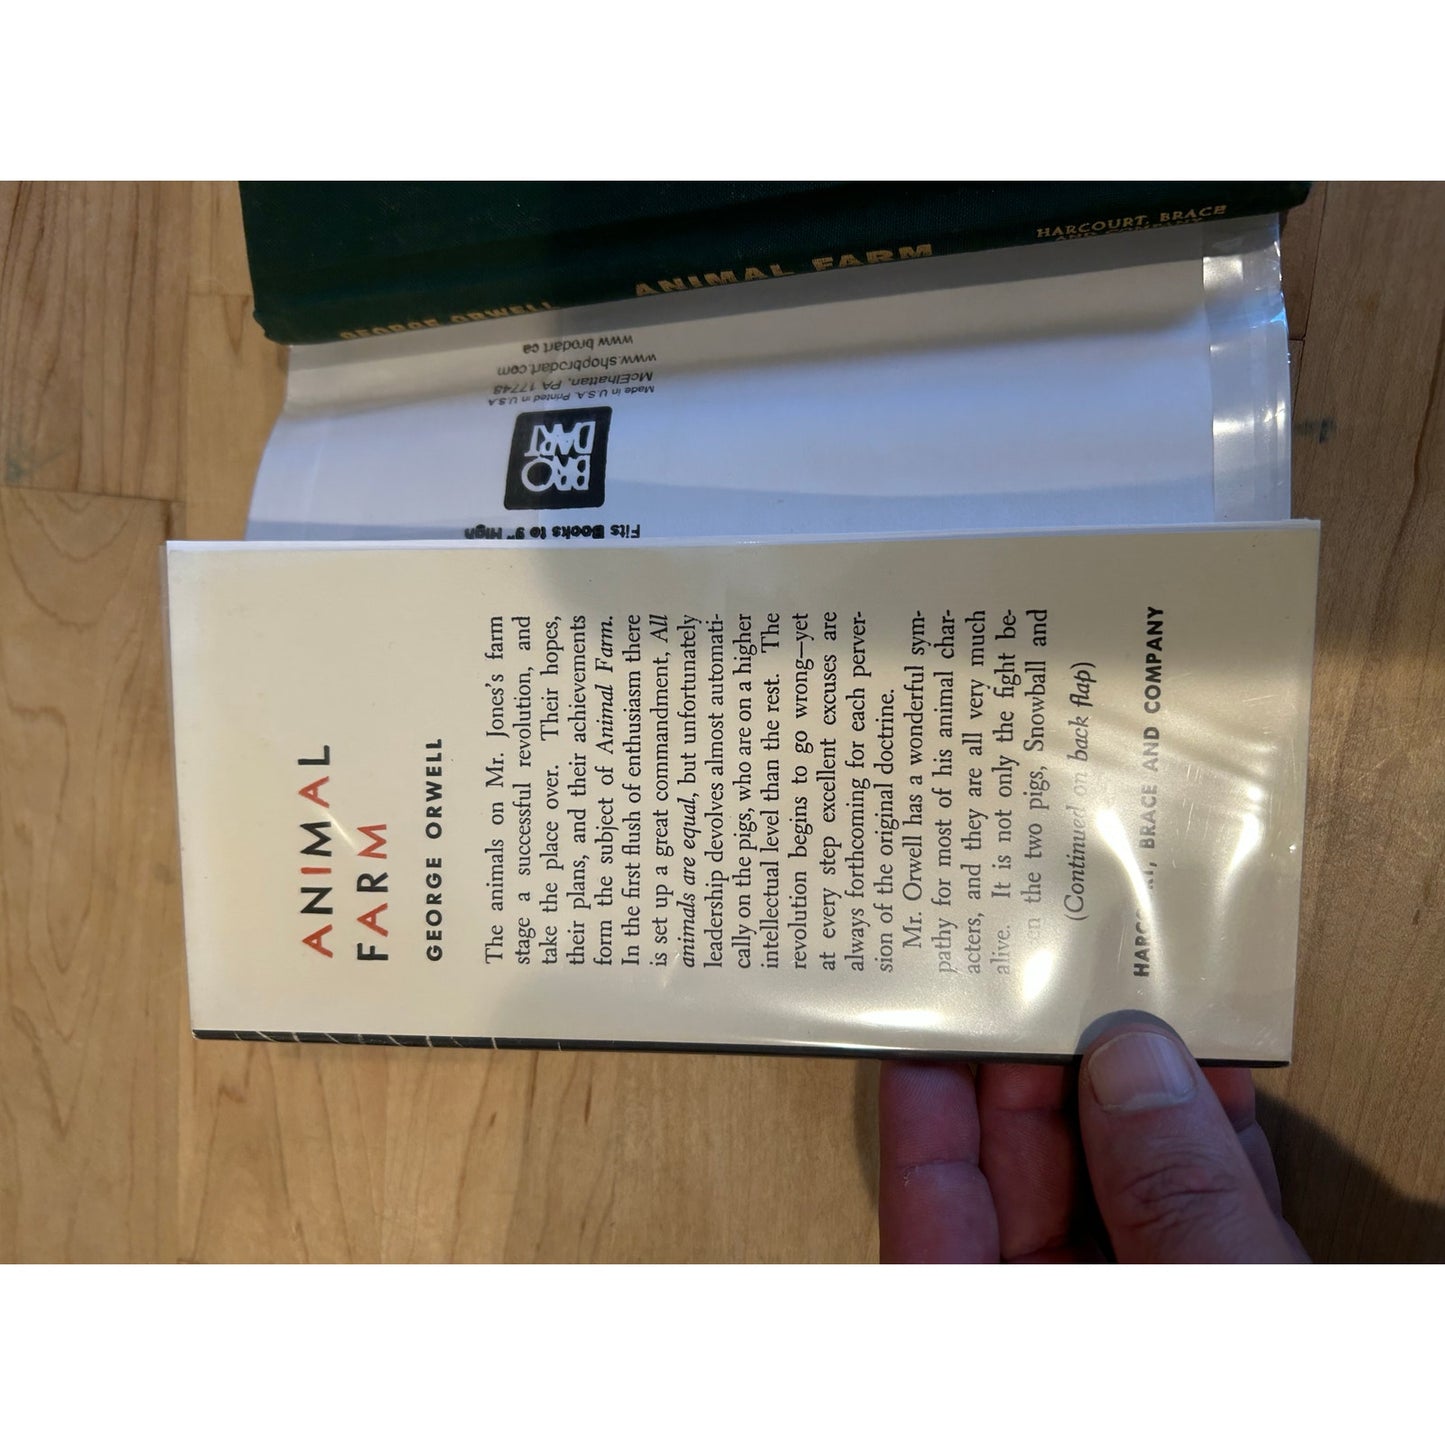 GEORGE ORWELL
ANIMAL FARM
HARCOURT, BRACE
AND COMPANY
www.brodart.ca
www.shopbrodart.com
McElhattan, PA 17748
Made in U.S.A. Printed in U.S.A
BRO
DART
Fits Books to 9" High
ANIMAL
FARM
GEORGE ORWELL
The animals on Mr. Jones's farm
stage a successful revolution, and
take the place over. Their hopes,
their plans, and their achievements
form the subject of Animal Farm.
In the first flush of enthusiasm there
is set up a great commandment, All
animals are equal, but unfortunately
leadership devolves almost automati-
cally on the pigs, who are on a higher
intellectual level than the rest. The
revolution begins to go wrong—yet
at every step excellent excuses are
always forthcoming for each perver-
sion of the original doctrine.
Mr. Orwell has a wonderful sym-
pathy for most of his animal char-
acters, and they are all very much
alive. It is not only the fight be-
the two pigs, Snowball and
(Continued on back flap)
BRACE AND COMPANY